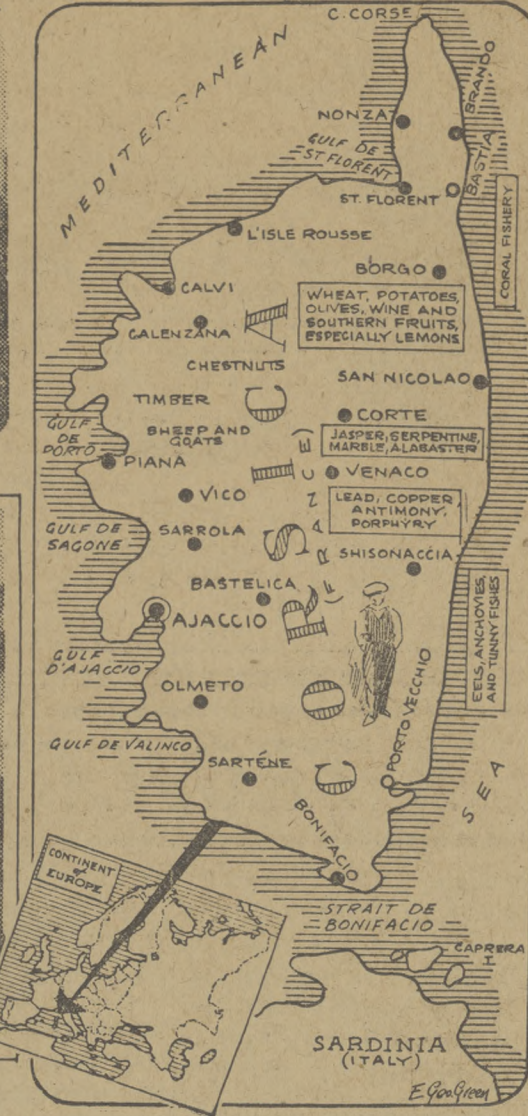 C. CORSE
MEDITERRANEAN
BRANDO
NONZA
GULF DE
ST FLORENT
BASTIA
ST. FLORENT
L'ISLE ROUSSE
CORAL FISHERY
BORGO
CALVI
WHEAT, POTATOES,
OLIVES, WINE AND
SOUTHERN FRUITS,
ESPECIALLY LEMONS
CALENZANA
CHESTNUTS
SAN NICOLAO
TIMBER
CORTE
SHEEP AND
GOATS
GULF
DE
PORTO
JASPER, SERPENTINE,
MARBLE, ALABASTER
PIANA
VENACO
VICO
LEAD, COPPER,
ANTIMONY,
PORPHYRY
GULF DE
SAGONE
SARROLA
SHISONACCIA
BASTELICA
CORSICA
(FRANCE)
AJACCIO
EELS, ANCHOVIES,
AND TUNNY FISHES
GULF
D'AJACCIO
OLMETO
PORTO VECCHIO
GULF DE VALINCO
SARTÉNE
SEA
BONIFACIO
CONTINENT
of
EUROPE
STRAIT DE
BONIFACIO
CAPRERA
I.
SARDINIA
(ITALY)
E. Geo. Green